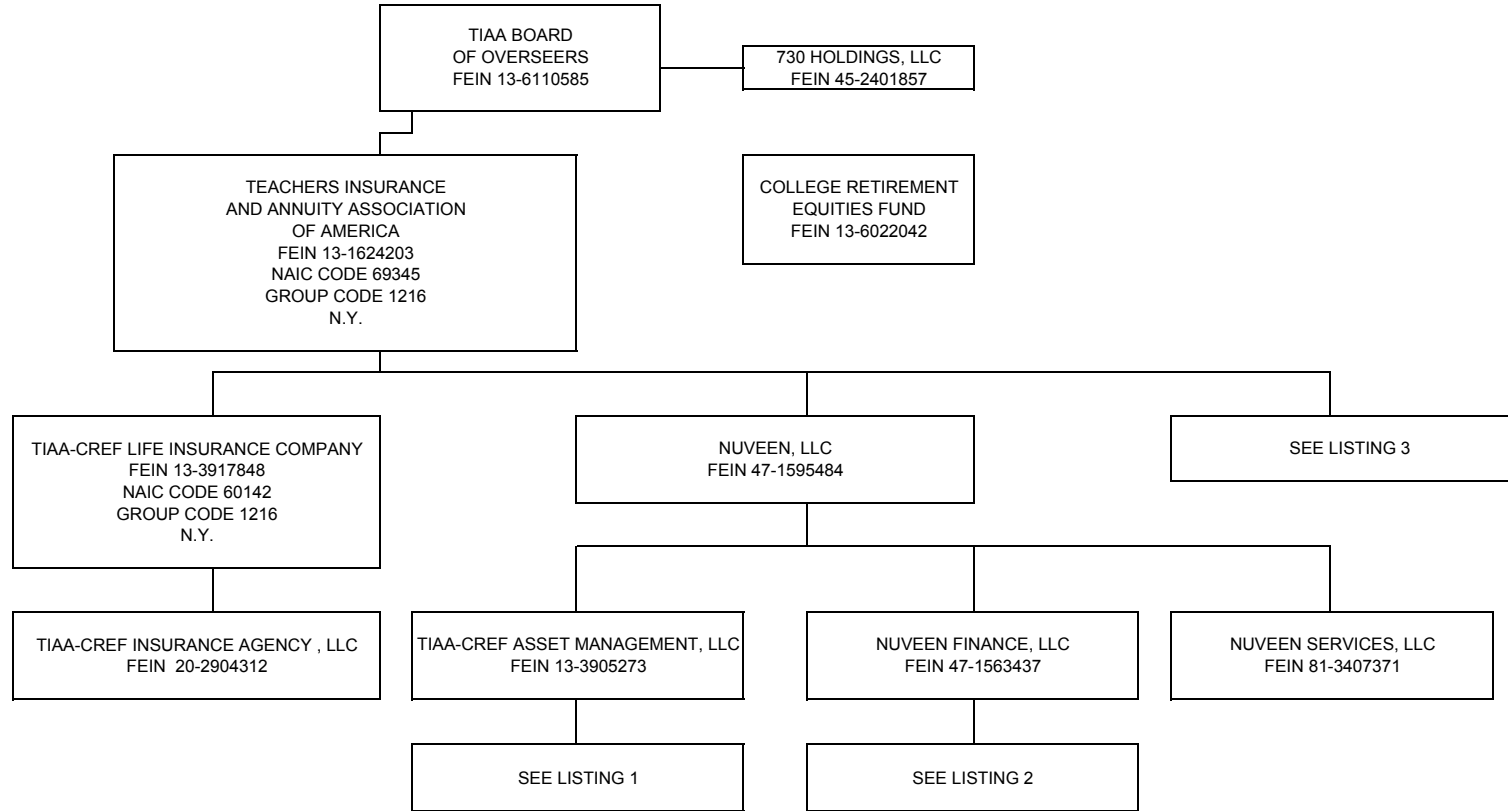 TIAA BOARD
OF OVERSEERS
FEIN 13-6110585
730 HOLDINGS, LLC
FEIN 45-2401857
TEACHERS INSURANCE
AND ANNUITY ASSOCIATION
OF AMERICA
FEIN 13-1624203
NAIC CODE 69345
GROUP CODE 1216
N.Y.
COLLEGE RETIREMENT
EQUITIES FUND
FEIN 13-6022042
TIAA-CREF LIFE INSURANCE COMPANY
FEIN 13-3917848
NAIC CODE 60142
GROUP CODE 1216
N.Y.
NUVEEN, LLC
FEIN 47-1595484
SEE LISTING 3
TIAA-CREF INSURANCE AGENCY , LLC
FEIN 20-2904312
TIAA-CREF ASSET MANAGEMENT, LLC
FEIN 13-3905273
NUVEEN FINANCE, LLC
FEIN 47-1563437
NUVEEN SERVICES, LLC
FEIN 81-3407371
SEE LISTING 1
SEE LISTING 2